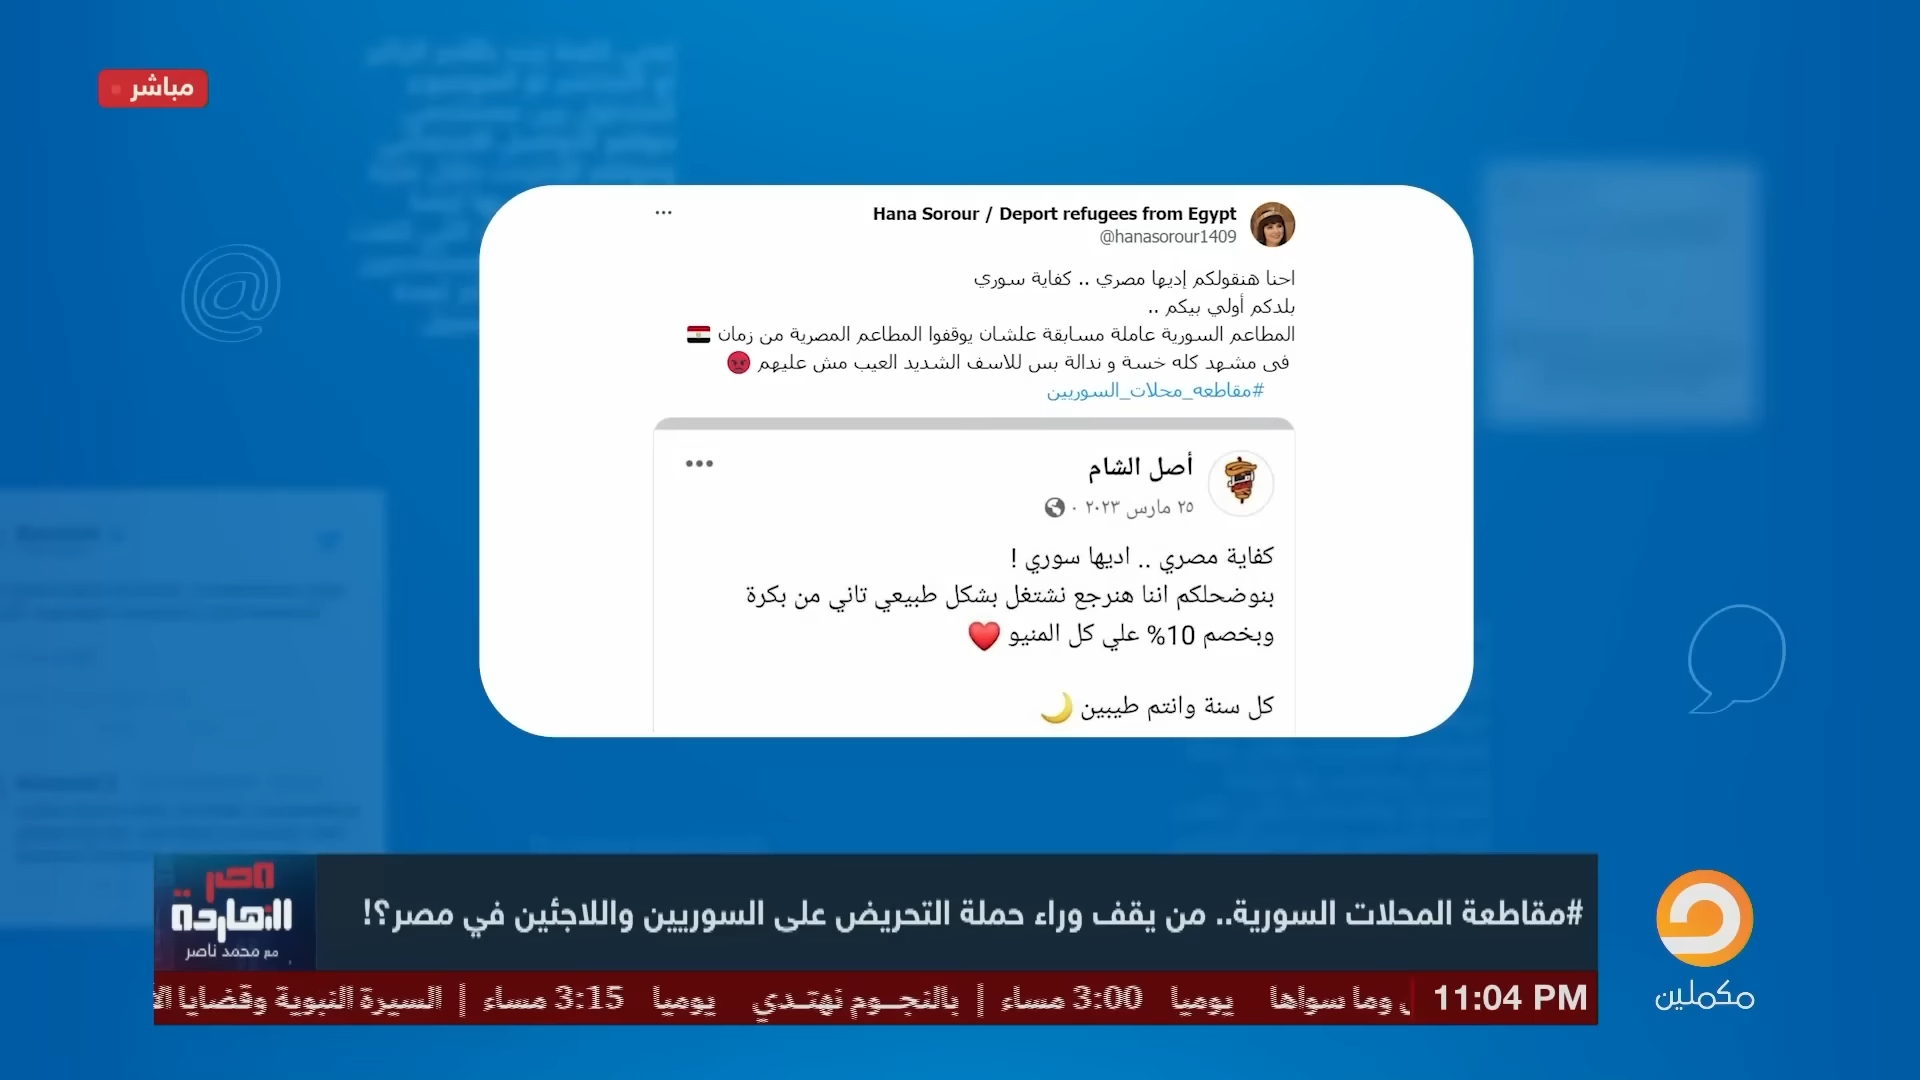 مباشر
Hana Sorour / Deport refugees from Egypt
@hanasorour1409
احنا هنقولكم إديها مصري .. كفاية سوري
بلدكم أولي بيكم ..
المطاعم السورية عاملة مسابقة علشان يوقفوا المطاعم المصرية من زمان 🇪🇬
فى مشهد كله خسة و ندالة بس للاسف الشديد العيب مش عليهم 😡
#مقاطعه_محلات_السوريين
أصل الشام
٢٥ مارس ٢٠٢٣ ·
كفاية مصري .. اديها سوري !
بنوضحلكم اننا هنرجع نشتغل بشكل طبيعي تاني من بكرة
وبخصم 10% علي كل المنيو ❤️
كل سنة وانتم طيبين 🌙
#مقاطعة المحلات السورية.. من يقف وراء حملة التحريض على السوريين واللاجئين في مصر؟!
مصر
النهاردة
مع محمد ناصر
11:04 PM
وما سواها يوميا 3:00 مساء | بالنجوم نهتدي يوميا 3:15 مساء | السيرة النبوية وقضايا
مكملين